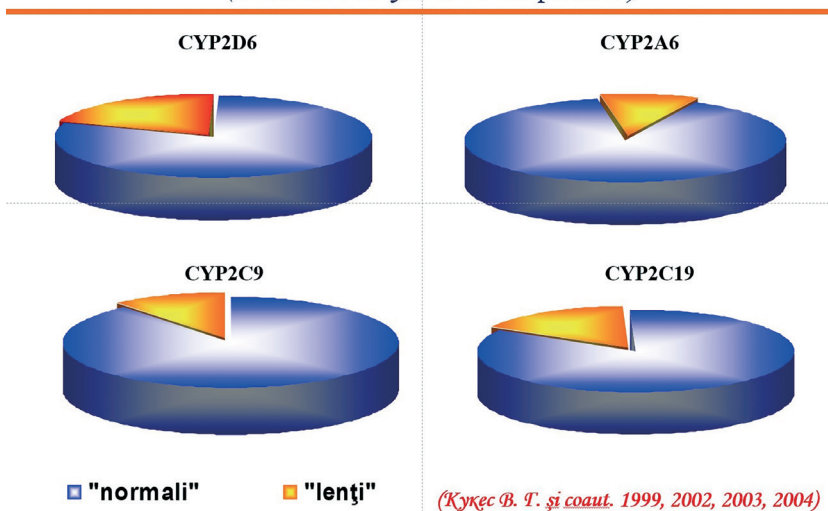 CYP2D6
CYP2A6
CYP2C9
CYP2C19
"normali"
"lenţi"
(Кукес В. Г. şi coaut. 1999, 2002, 2003, 2004)